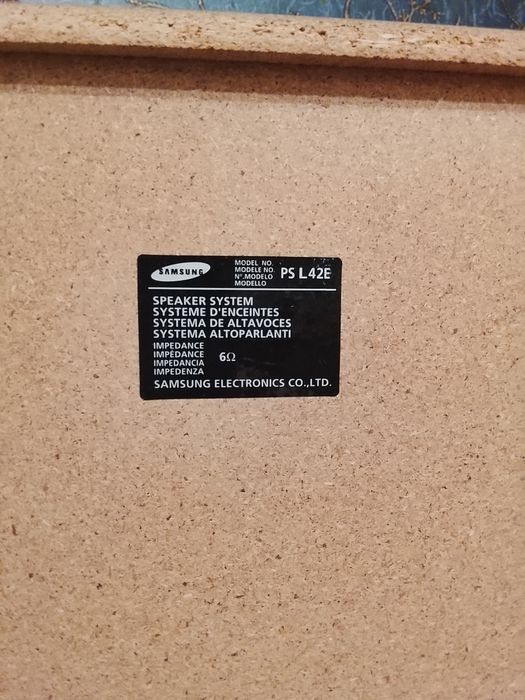 SAMSUNG
MODEL NO.
MODELE NO.
Nº.MODELO
MODELLO
PS L42E
SPEAKER SYSTEM
SYSTEME D'ENCEINTES
SYSTEMA DE ALTAVOCES
SYSTEMA ALTOPARLANTI
IMPEDANCE
IMPÉDANCE
IMPEDANCIA
IMPEDENZA
6Ω
SAMSUNG ELECTRONICS CO.,LTD.